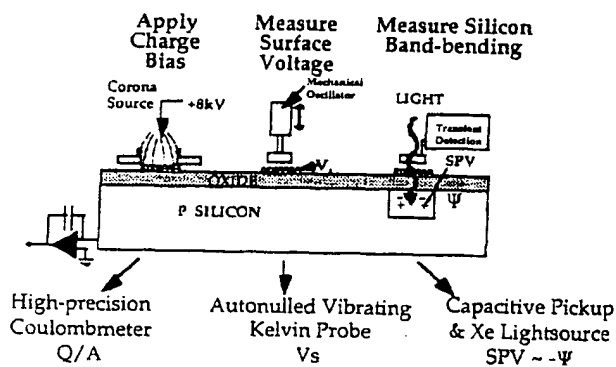 Apply
Charge
Bias
Measure
Surface
Voltage
Measure Silicon
Band-bending
Corona
Source
+8kV
Mechanical
Oscillator
LIGHT
Transient
Detection
SPV
V
OXIDE
Ψ
P SILICON
High-precision
Coulombmeter
Q/A
Autonulled Vibrating
Kelvin Probe
Vs
Capacitive Pickup
& Xe Lightsource
SPV ~ -Ψ